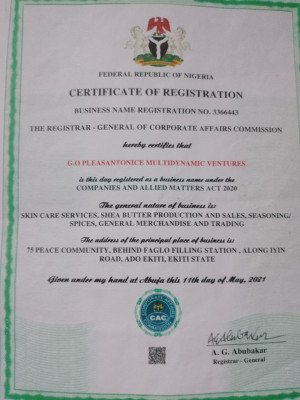 FEDERAL REPUBLIC OF NIGERIA
CERTIFICATE OF REGISTRATION
BUSINESS NAME REGISTRATION NO. 3366443
THE REGISTRAR - GENERAL OF CORPORATE AFFAIRS COMMISSION
hereby certifies that
G.O PLEASANTONICE MULTIDYNAMIC VENTURES
is this day registered as a business name under the
COMPANIES AND ALLIED MATTERS ACT 2020
The general nature of business is:
SKIN CARE SERVICES, SHEA BUTTER PRODUCTION AND SALES, SEASONING/
SPICES, GENERAL MERCHANDISE AND TRADING
The address of the principal place of business is:
75 PEACE COMMUNITY, BEHIND FAGLO FILLING STATION , ALONG IYIN
ROAD, ADO EKITI, EKITI STATE
Given under my hand at Abuja this 11th day of May, 2021
CAC
A. G. Abubakar
Registrar - General